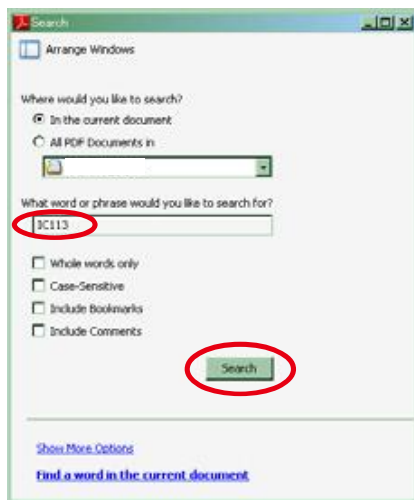 Search
Arrange Windows
Where would you like to search?
In the current document
All PDF Documents in
What word or phrase would you like to search for?
IC113
Whole words only
Case-Sensitive
Include Bookmarks
Include Comments
Search
Show More Options
Find a word in the current document